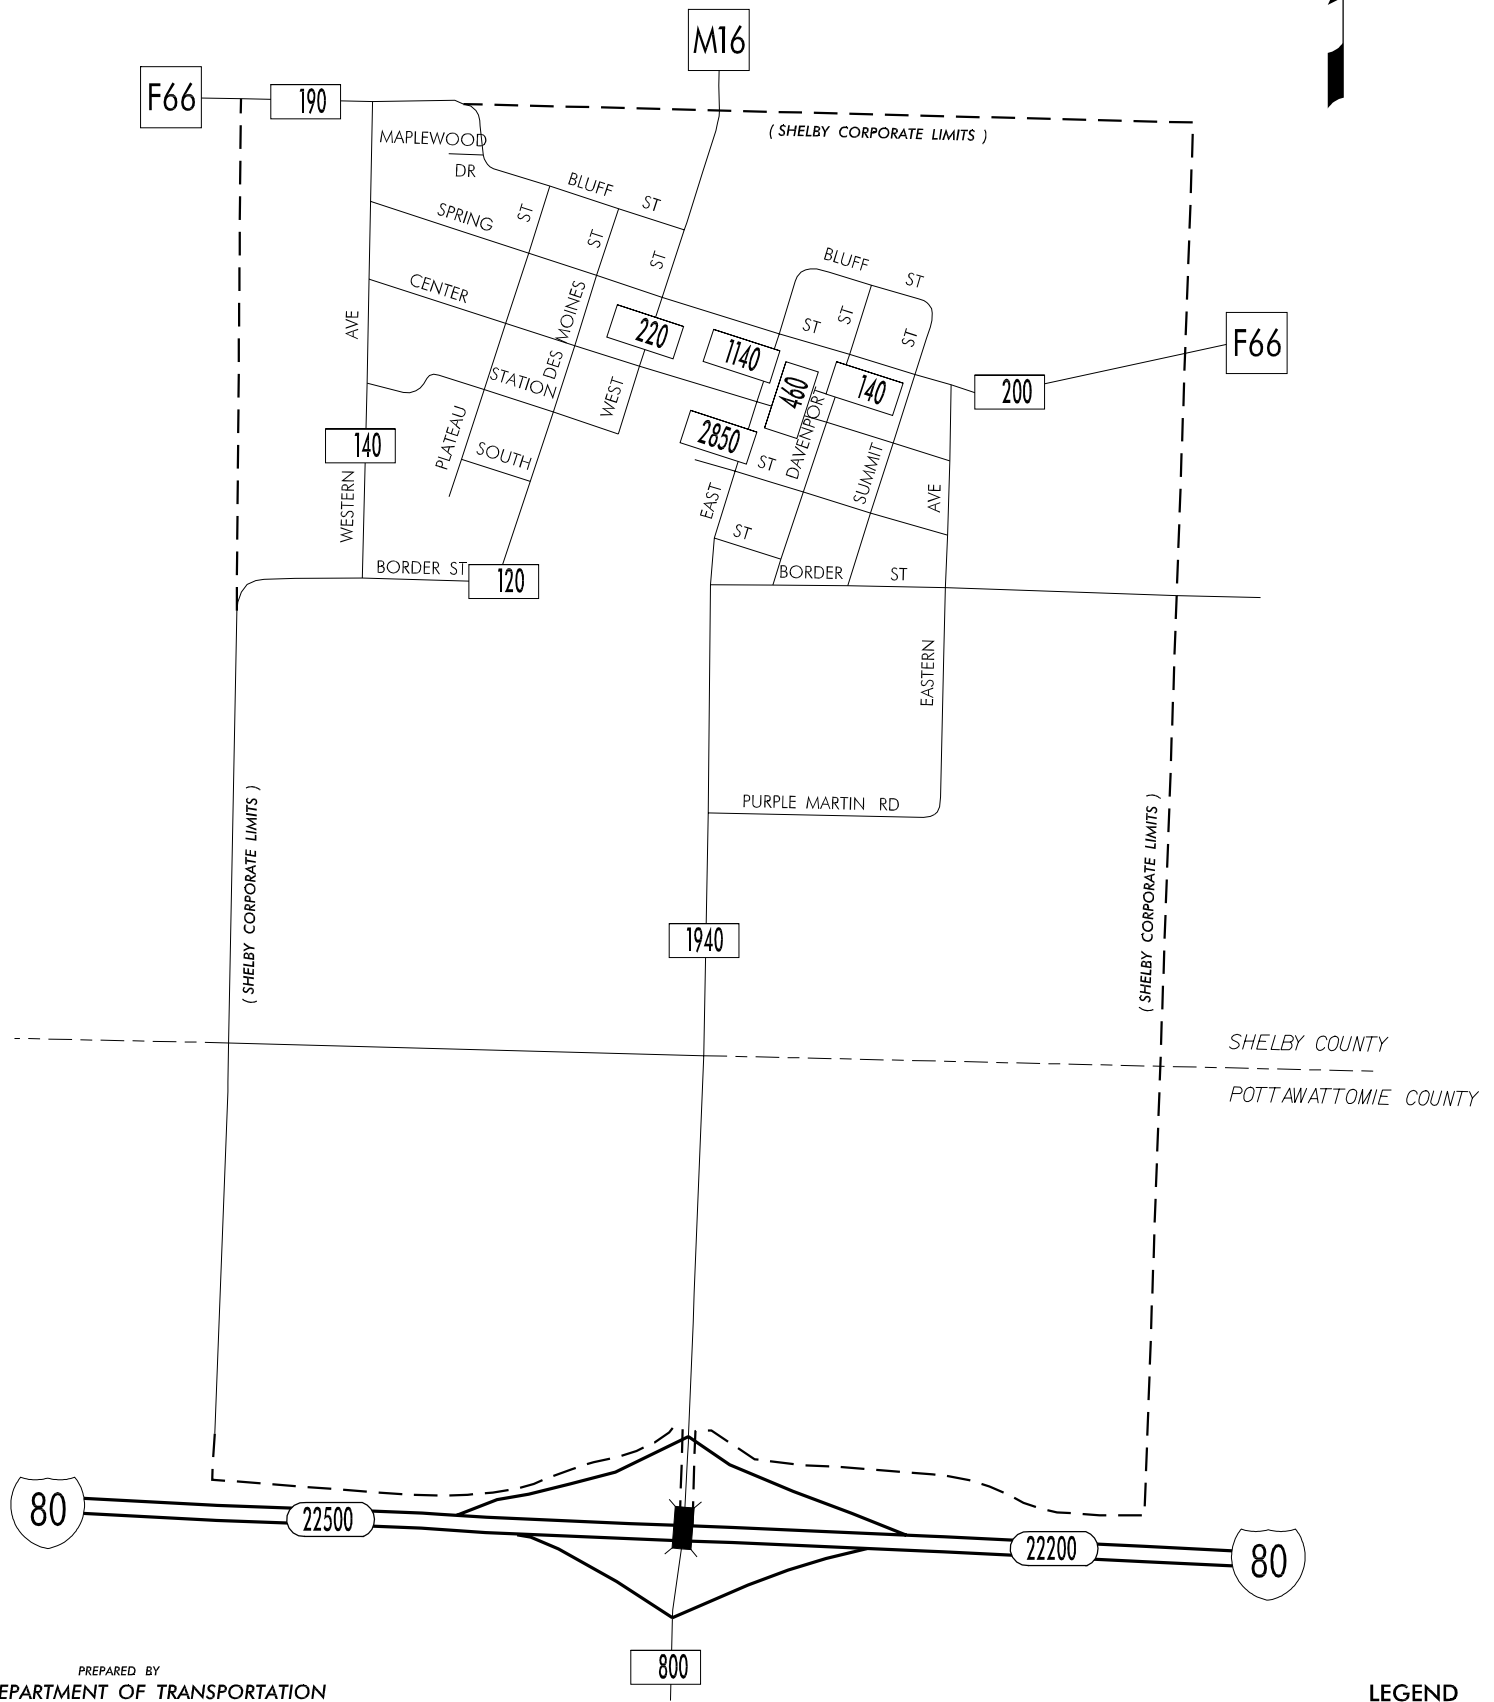 M16
F66
190
( SHELBY CORPORATE LIMITS )
MAPLEWOOD
DR
BLUFF ST
SPRING ST ST ST
BLUFF ST
CENTER
AVE
DES MOINES
220
ST
ST
ST
F66
1140
460
140
200
STATION
WEST
PLATEAU
2850
ST
DAVENPORT
140
SOUTH
SUMMIT
AVE
WESTERN
EAST
ST
BORDER ST
120
BORDER ST
EASTERN
PURPLE MARTIN RD
( SHELBY CORPORATE LIMITS )
( SHELBY CORPORATE LIMITS )
1940
SHELBY COUNTY
POTTAWATTOMIE COUNTY
80
22500
22200
80
800
PREPARED BY
EPARTMENT OF TRANSPORTATION
LEGEND